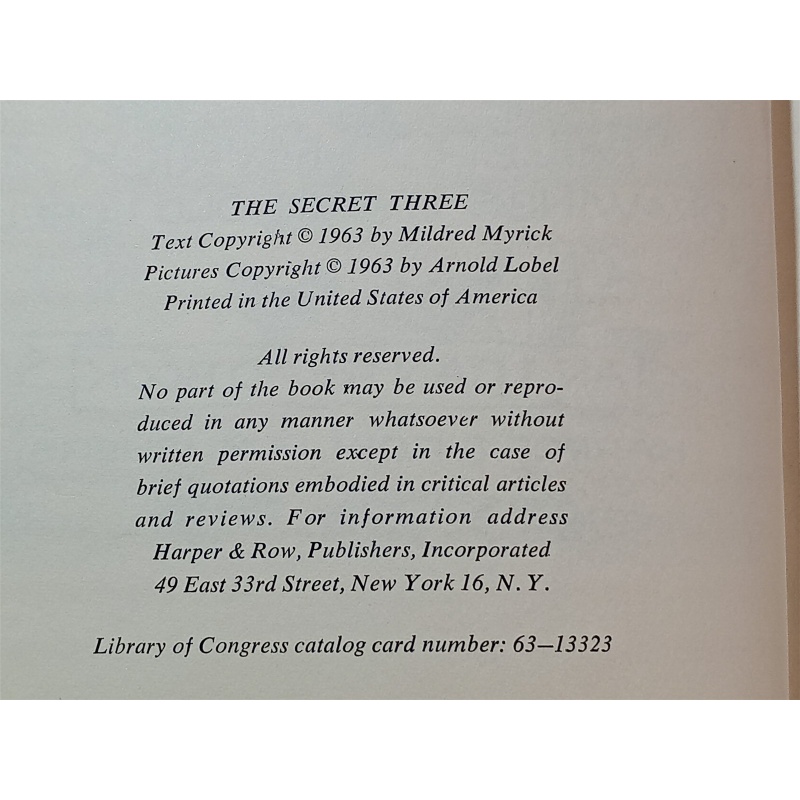 THE SECRET THREE
Text Copyright © 1963 by Mildred Myrick
Pictures Copyright © 1963 by Arnold Lobel
Printed in the United States of America
All rights reserved.
No part of the book may be used or repro-
duced in any manner whatsoever without
written permission except in the case of
brief quotations embodied in critical articles
and reviews. For information address
Harper & Row, Publishers, Incorporated
49 East 33rd Street, New York 16, N. Y.
Library of Congress catalog card number: 63–13323